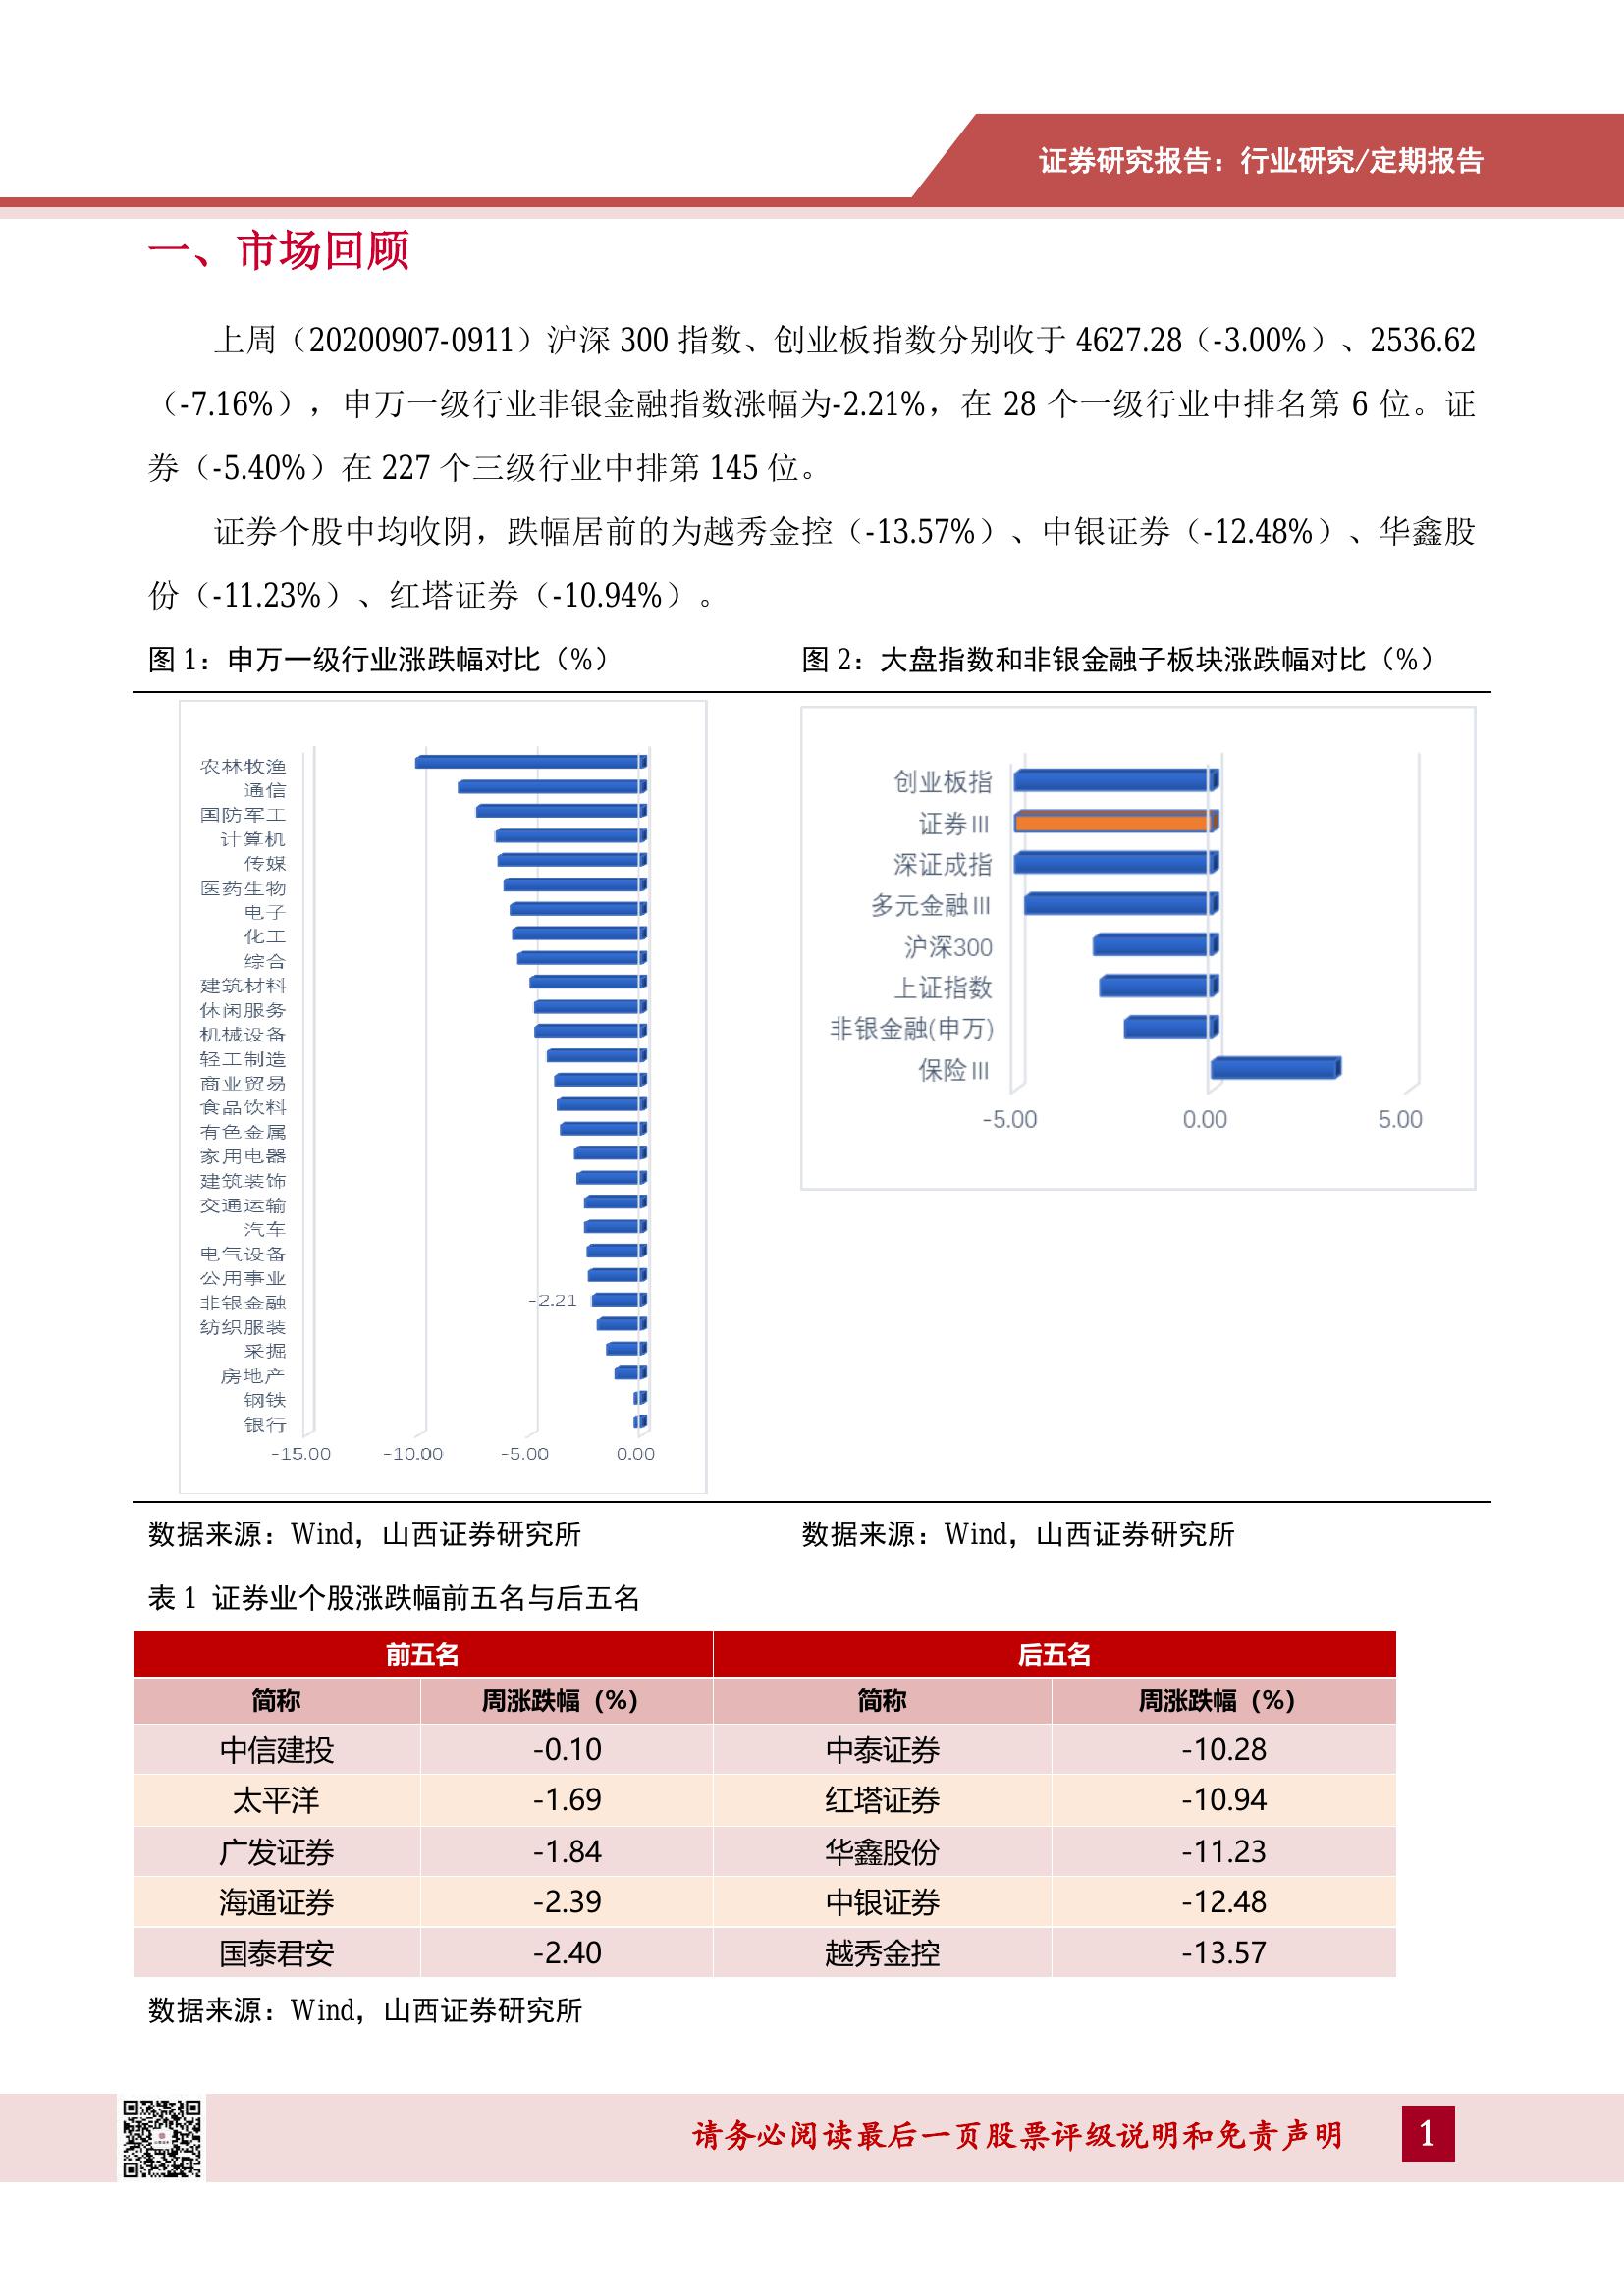 证券研究报告：行业研究/定期报告
一、市场回顾
上周（20200907-0911）沪深 300 指数、创业板指数分别收于 4627.28（-3.00%）、2536.62
（-7.16%），申万一级行业非银金融指数涨幅为-2.21%，在 28 个一级行业中排名第 6 位。证
券（-5.40%）在 227 个三级行业中排第 145 位。
证券个股中均收阴，跌幅居前的为越秀金控（-13.57%）、中银证券（-12.48%）、华鑫股
份（-11.23%）、红塔证券（-10.94%）。
图 1：申万一级行业涨跌幅对比（%）
农林牧渔
通信
国防军工
计算机
传媒
医药生物
电子
化工
综合
建筑材料
休闲服务
机械设备
轻工制造
商业贸易
食品饮料
有色金属
家用电器
建筑装饰
交通运输
汽车
电气设备
公用事业
非银金融 -2.21
纺织服装
采掘
房地产
钢铁
银行
-15.00 -10.00 -5.00 0.00
数据来源：Wind，山西证券研究所
图 2：大盘指数和非银金融子板块涨跌幅对比（%）
创业板指
证券Ⅲ
深证成指
多元金融Ⅲ
沪深300
上证指数
非银金融(申万)
保险Ⅲ
-5.00 0.00 5.00
数据来源：Wind，山西证券研究所
表 1 证券业个股涨跌幅前五名与后五名
前五名 后五名
简称 周涨跌幅（%） 简称 周涨跌幅（%）
中信建投 -0.10 中泰证券 -10.28
太平洋 -1.69 红塔证券 -10.94
广发证券 -1.84 华鑫股份 -11.23
海通证券 -2.39 中银证券 -12.48
国泰君安 -2.40 越秀金控 -13.57
数据来源：Wind，山西证券研究所
请务必阅读最后一页股票评级说明和免责声明 1